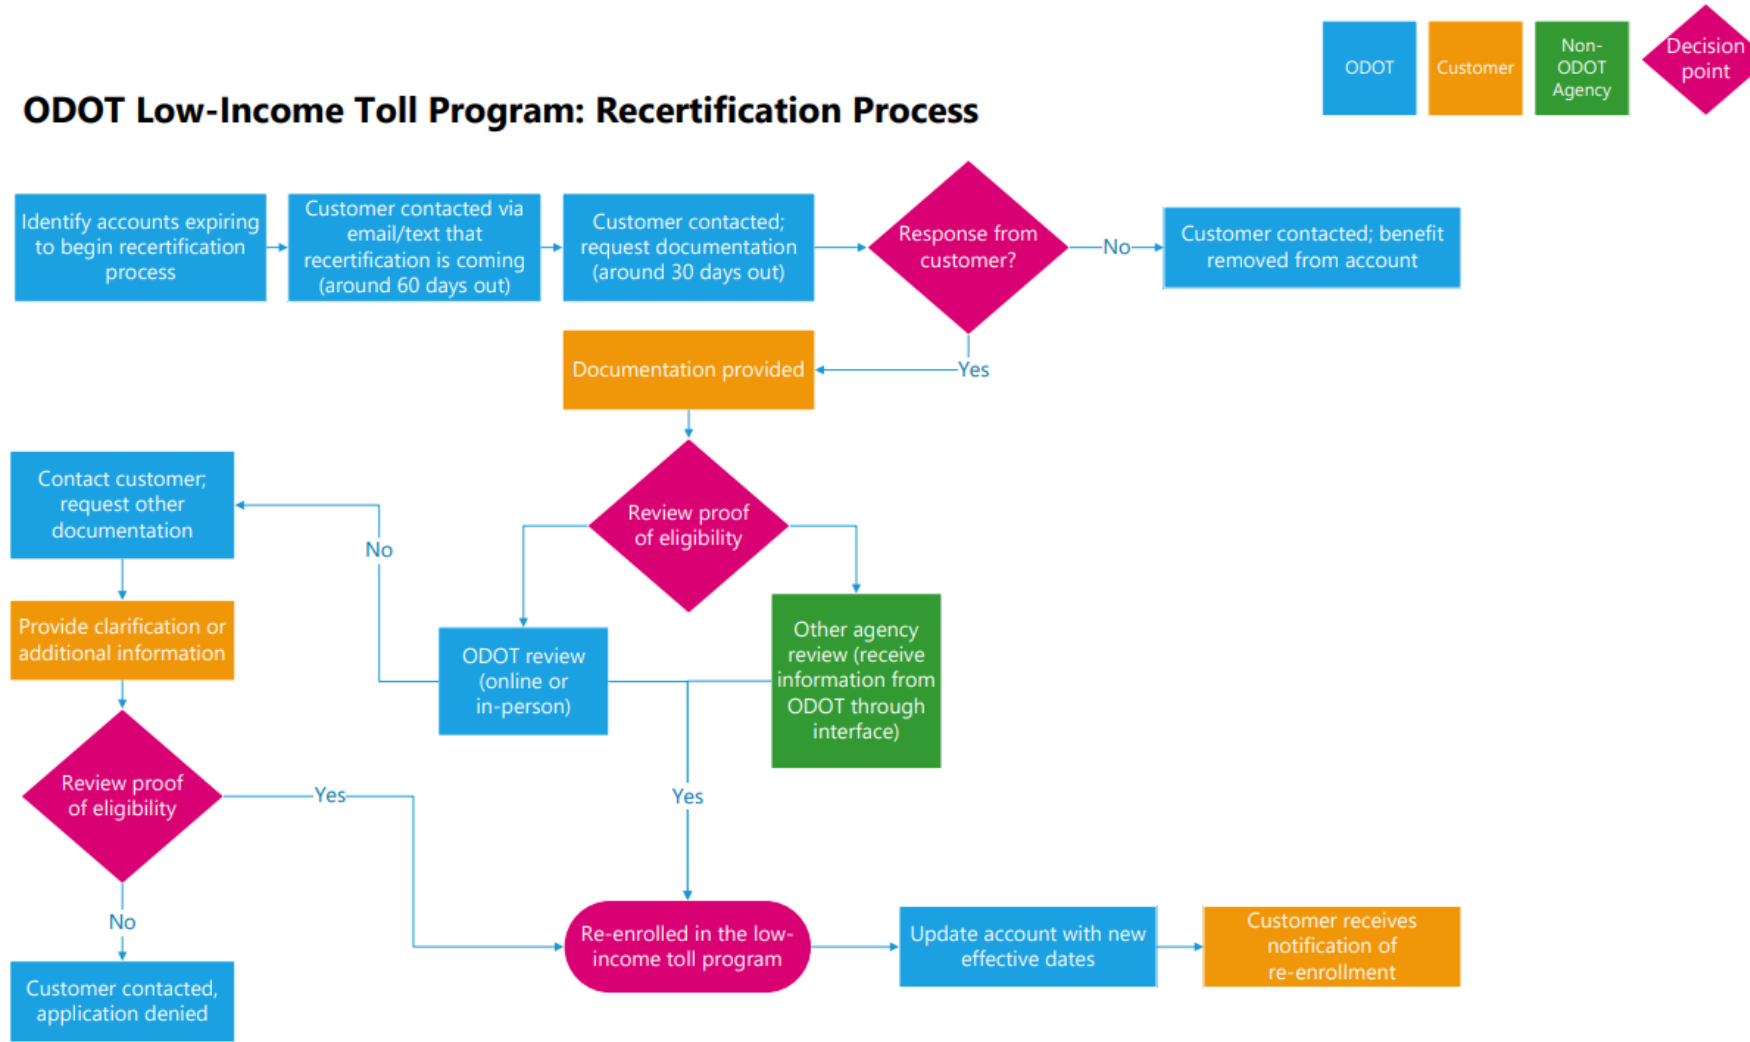 ODOT
Customer
Non-
ODOT
Agency
Decision
point
ODOT Low-Income Toll Program: Recertification Process
Identify accounts expiring
to begin recertification
process
Customer contacted via
email/text that
recertification is coming
(around 60 days out)
Customer contacted;
request documentation
(around 30 days out)
Response from
customer?
No
Customer contacted; benefit
removed from account
Yes
Documentation provided
Review proof
of eligibility
Contact customer;
request other
documentation
No
Provide clarification or
additional information
ODOT review
(online or
in-person)
Other agency
review (receive
information from
ODOT through
interface)
Review proof
of eligibility
Yes
Yes
No
Customer contacted,
application denied
Re-enrolled in the low-
income toll program
Update account with new
effective dates
Customer receives
notification of
re-enrollment